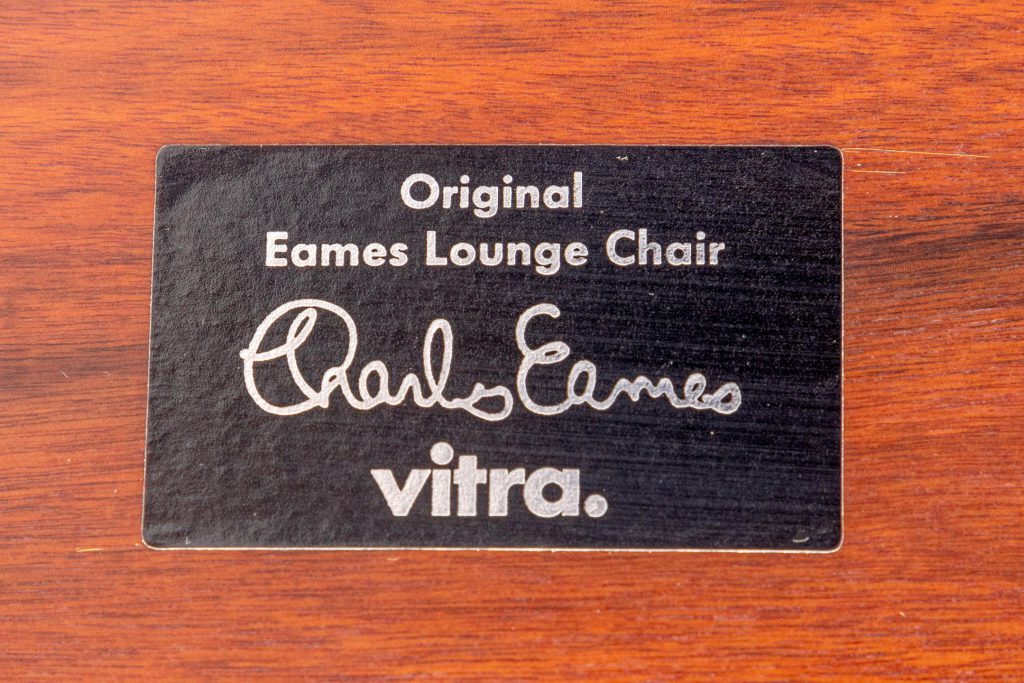 Original
Eames Lounge Chair
Charles Eames
vitra.